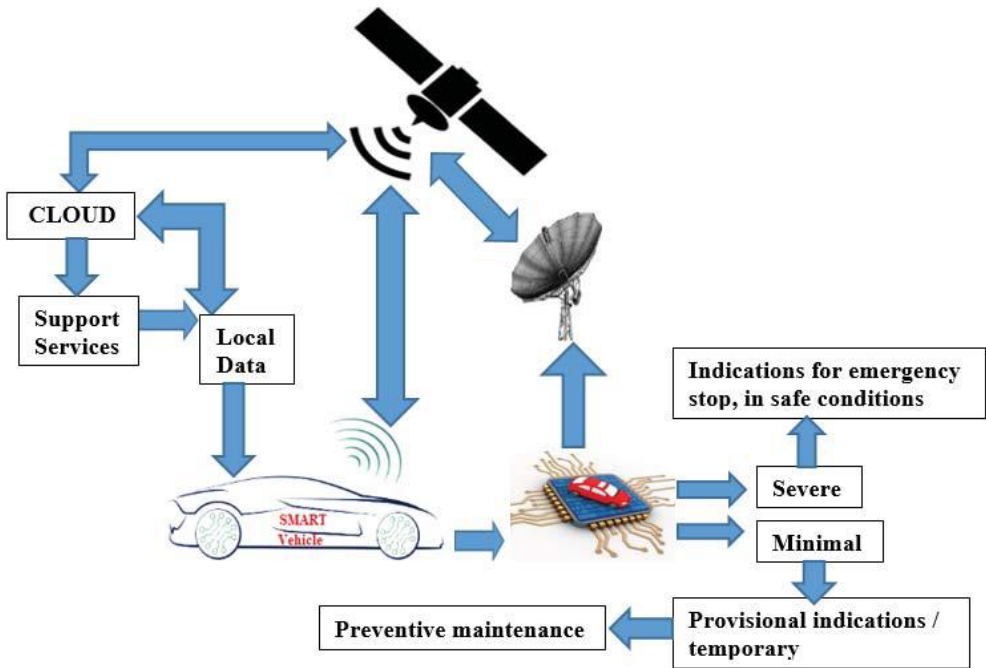 CLOUD
Support
Services
Local
Data
Indications for emergency
stop, in safe conditions
SMART
Vehicle
Severe
Minimal
Preventive maintenance
Provisional indications /
temporary